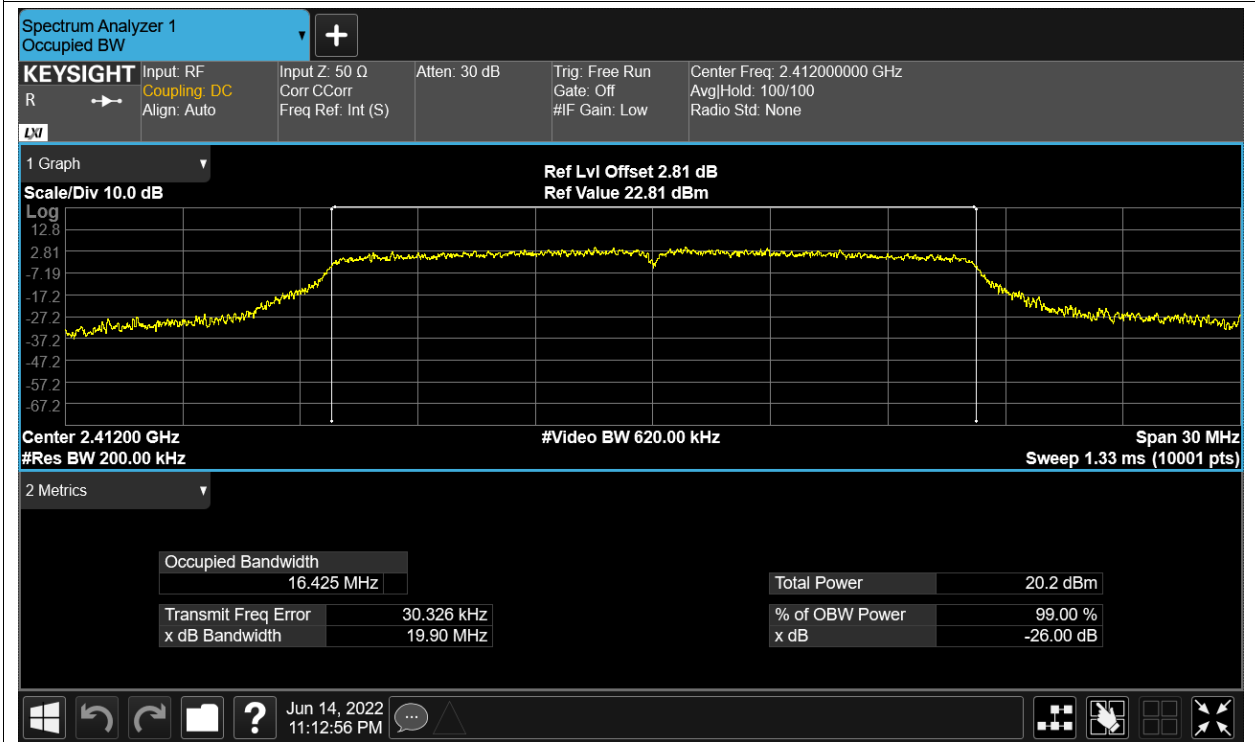 Spectrum Analyzer 1
Occupied BW
KEYSIGHT
R
LXI
Input: RF
Coupling: DC
Align: Auto
Input Z: 50 Ω
Corr CCorr
Freq Ref: Int (S)
Atten: 30 dB
Trig: Free Run
Gate: Off
#IF Gain: Low
Center Freq: 2.412000000 GHz
Avg|Hold: 100/100
Radio Std: None
1 Graph
Scale/Div 10.0 dB
Ref Lvl Offset 2.81 dB
Ref Value 22.81 dBm
Log
12.8
2.81
-7.19
-17.2
-27.2
-37.2
-47.2
-57.2
-67.2
Center 2.41200 GHz
#Res BW 200.00 kHz
#Video BW 620.00 kHz
Span 30 MHz
Sweep 1.33 ms (10001 pts)
2 Metrics
Occupied Bandwidth
16.425 MHz
Transmit Freq Error 30.326 kHz
x dB Bandwidth 19.90 MHz
Total Power 20.2 dBm
% of OBW Power 99.00 %
x dB -26.00 dB
?
Jun 14, 2022
11:12:56 PM